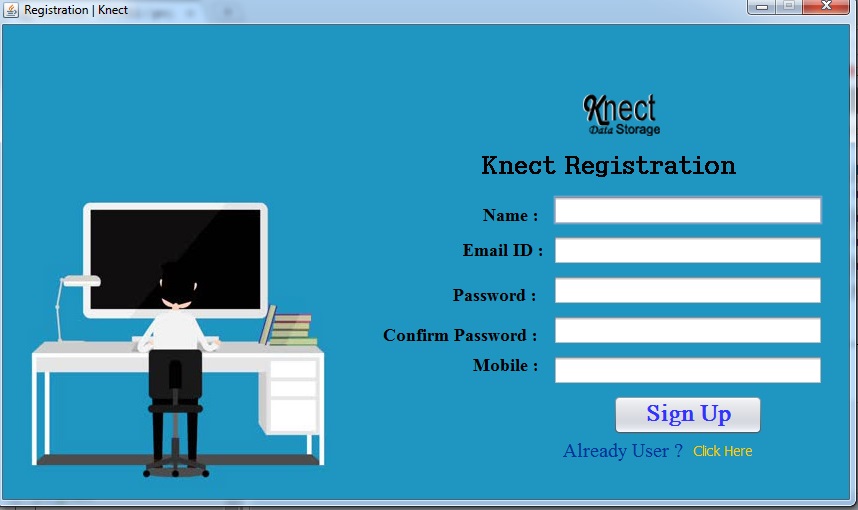 Registration | Knect
Knect
Data Storage
Knect Registration
Name :
Email ID :
Password :
Confirm Password :
Mobile :
Sign Up
Already User ? Click Here